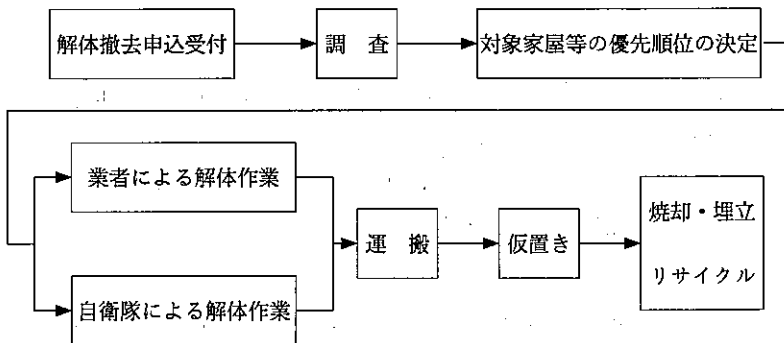 解体撤去申込受付
調　査
対象家屋等の優先順位の決定
業者による解体作業
自衛隊による解体作業
運　搬
仮置き
焼却・埋立
リサイクル